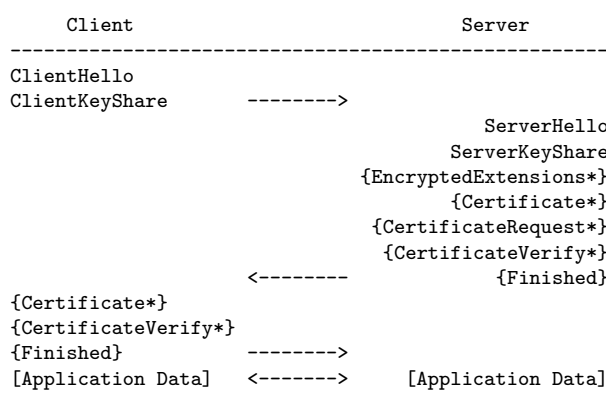 Client Server
-----------------------------------------------------
ClientHello
ClientKeyShare -------->
ServerHello
ServerKeyShare
{EncryptedExtensions*}
{Certificate*}
{CertificateRequest*}
{CertificateVerify*}
<-------- {Finished}
{Certificate*}
{CertificateVerify*}
{Finished} -------->
[Application Data] <-------> [Application Data]